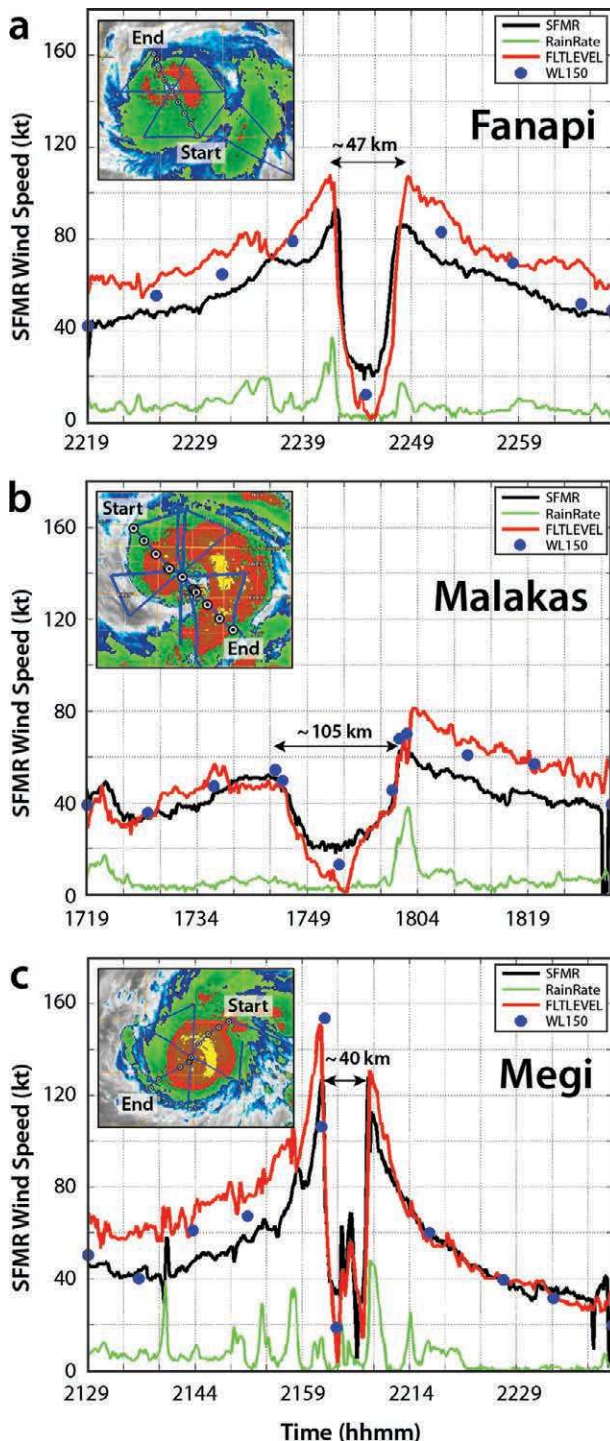 a
160
120
80
40
0
SFMR Wind Speed (kt)
End
Start
SFMR
RainRate
FLTLEVEL
WL150
Fanapi
~ 47 km
2219
2229
2239
2249
2259
b
160
120
80
40
0
SFMR Wind Speed (kt)
Start
End
SFMR
RainRate
FLTLEVEL
WL150
Malakas
~ 105 km
1719
1734
1749
1804
1819
c
160
120
80
40
0
SFMR Wind Speed (kt)
Start
End
SFMR
RainRate
FLTLEVEL
WL150
Megi
~ 40 km
2129
2144
2159
2214
2229
Time (hhmm)